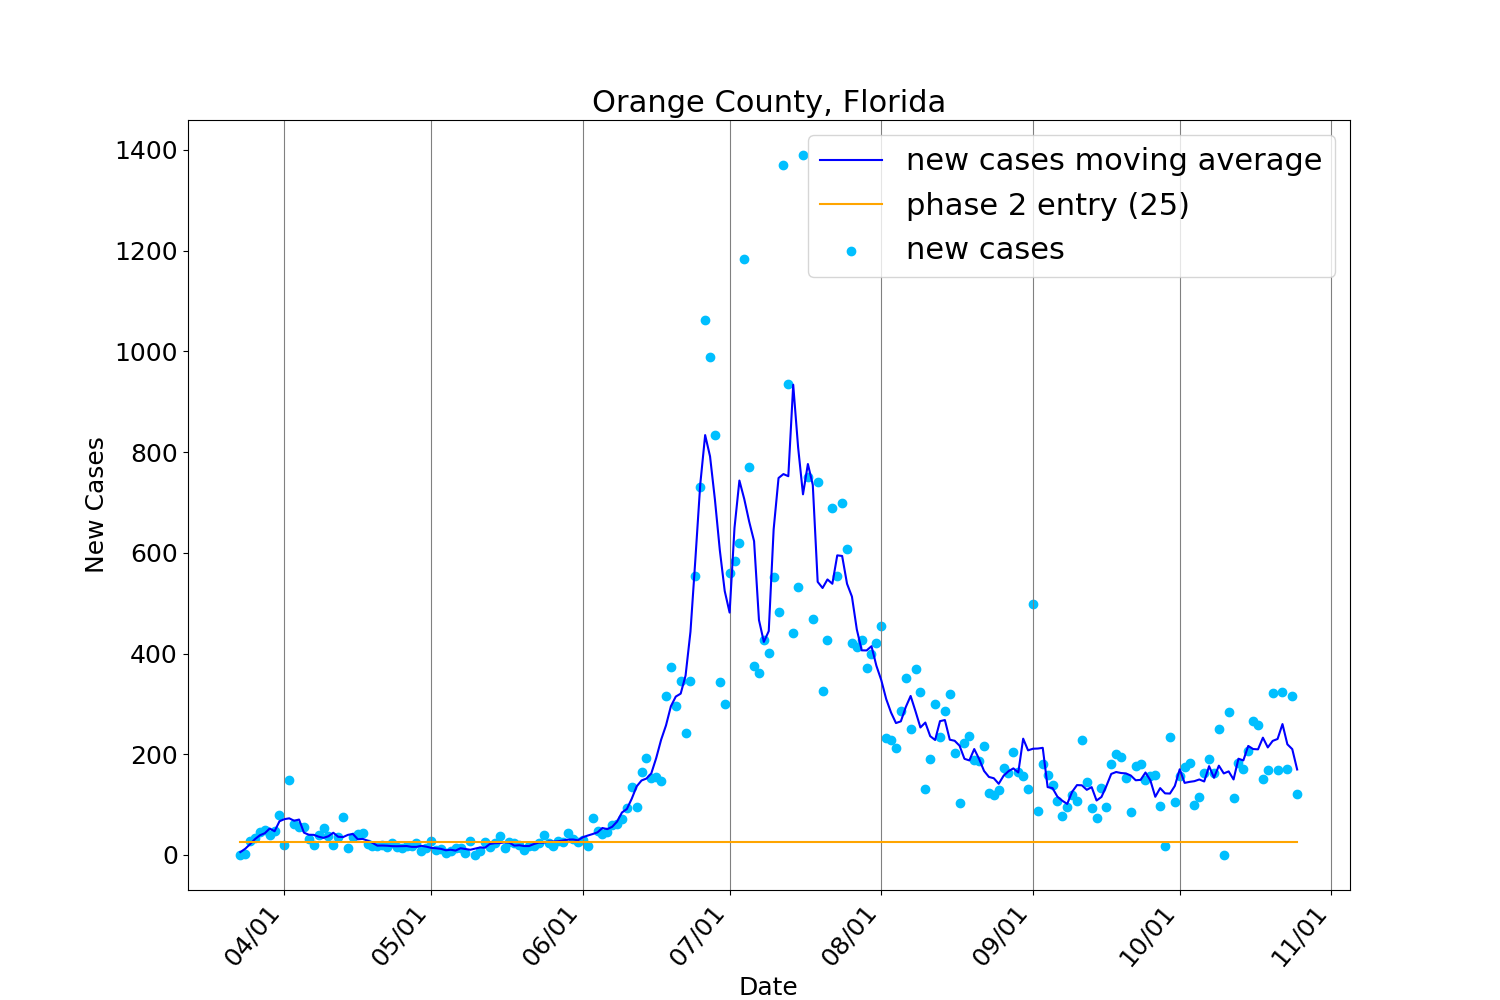 Orange County, Florida
new cases moving average
phase 2 entry (25)
new cases
1400
1200
1000
800
600
400
200
0
New Cases
04/01
05/01
06/01
07/01
08/01
09/01
10/01
11/01
Date